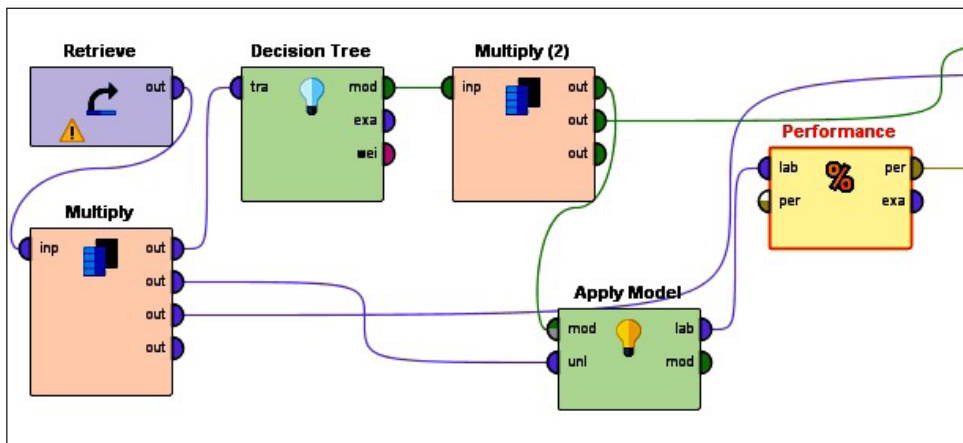 Retrieve
out
Decision Tree
tra mod
exa
wei
Multiply (2)
inp out
out
out
Performance
lab per
per exa
%
Multiply
inp out
out
out
out
Apply Model
mod lab
unl mod